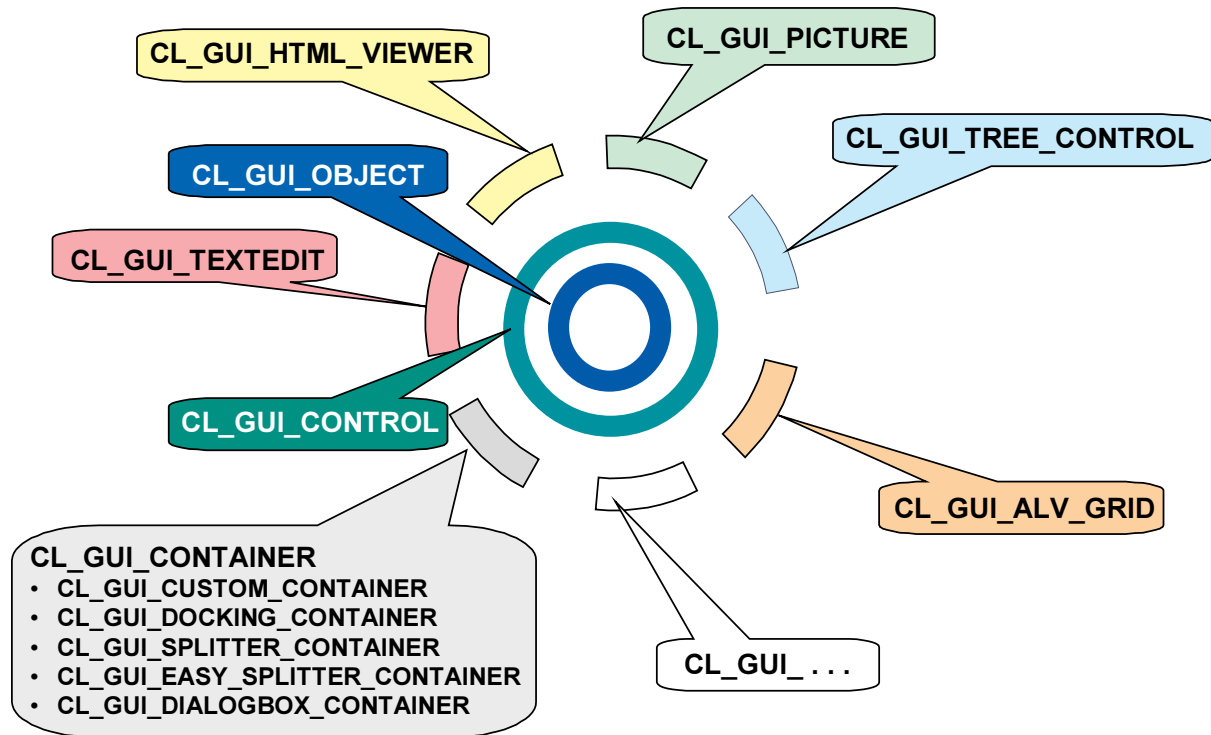 CL_GUI_HTML_VIEWER
CL_GUI_PICTURE
CL_GUI_TREE_CONTROL
CL_GUI_OBJECT
CL_GUI_TEXTEDIT
CL_GUI_CONTROL
CL_GUI_ALV_GRID
CL_GUI_CONTAINER
• CL_GUI_CUSTOM_CONTAINER
• CL_GUI_DOCKING_CONTAINER
• CL_GUI_SPLITTER_CONTAINER
• CL_GUI_EASY_SPLITTER_CONTAINER
• CL_GUI_DIALOGBOX_CONTAINER
CL_GUI_ . . .